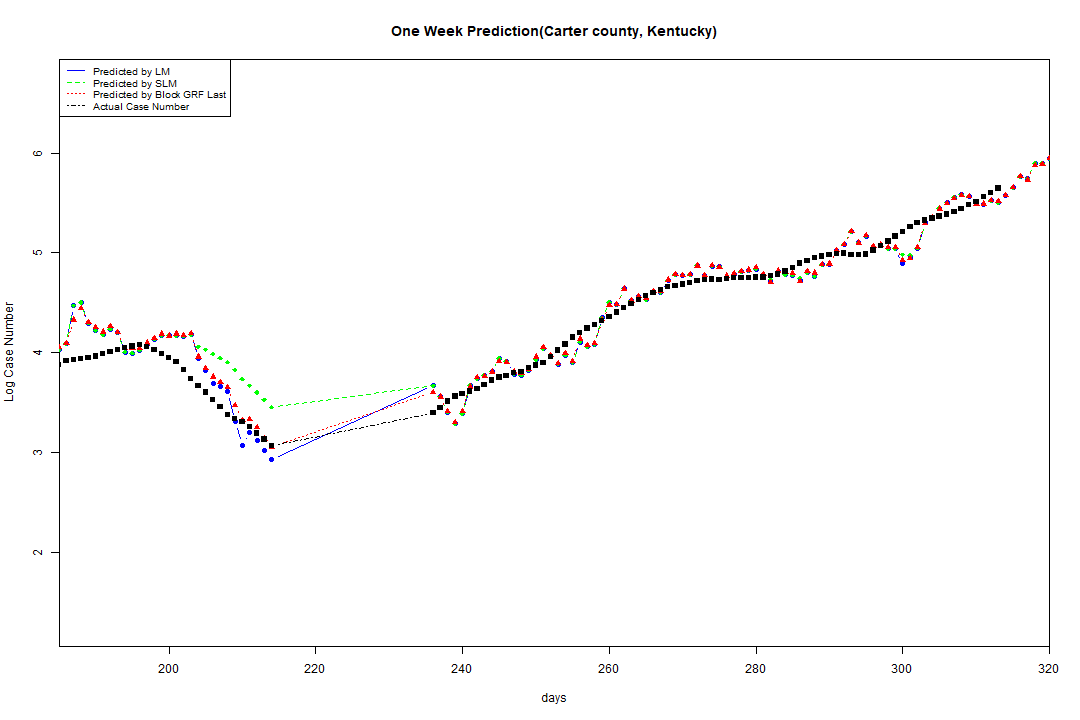 One Week Prediction(Carter county, Kentucky)
Predicted by LM
Predicted by SLM
Predicted by Block GRF Last
Actual Case Number
6
5
4
3
2
Log Case Number
200 220 240 260 280 300 320
days